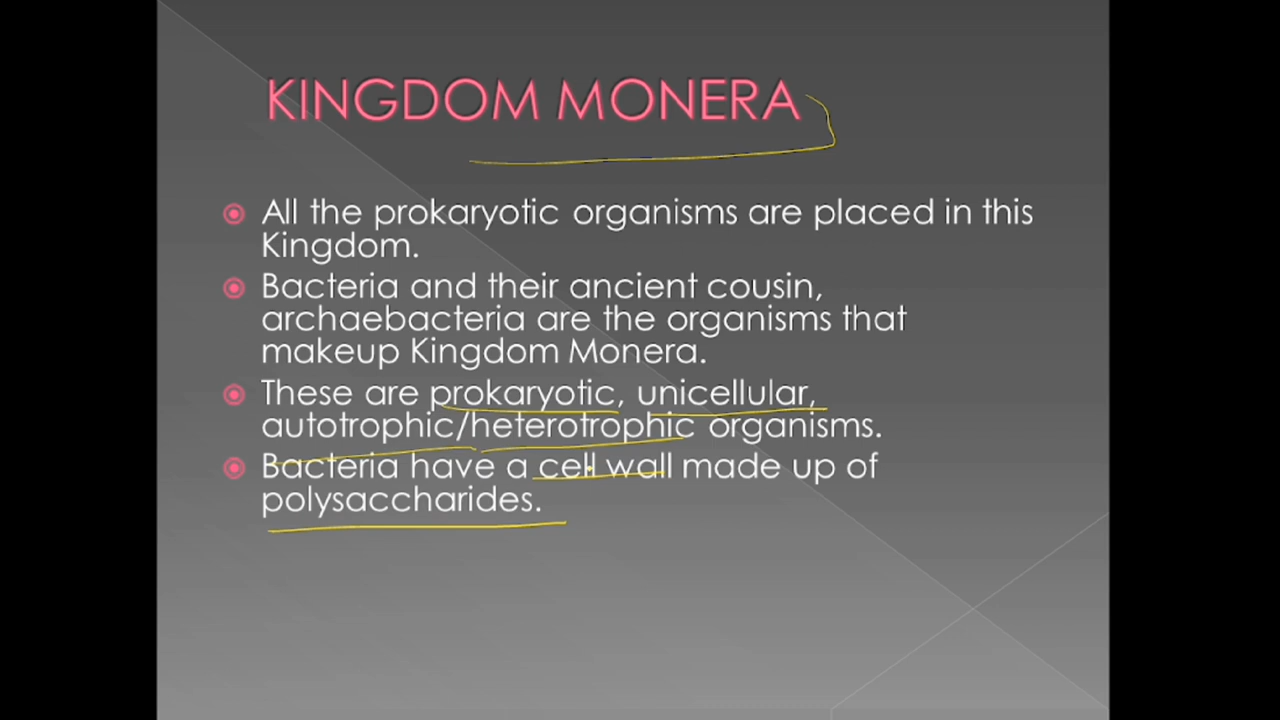 KINGDOM MONERA
All the prokaryotic organisms are placed in this
Kingdom.
Bacteria and their ancient cousin,
archaebacteria are the organisms that
makeup Kingdom Monera.
These are prokaryotic, unicellular,
autotrophic/heterotrophic organisms.
Bacteria have a cell wall made up of
polysaccharides.